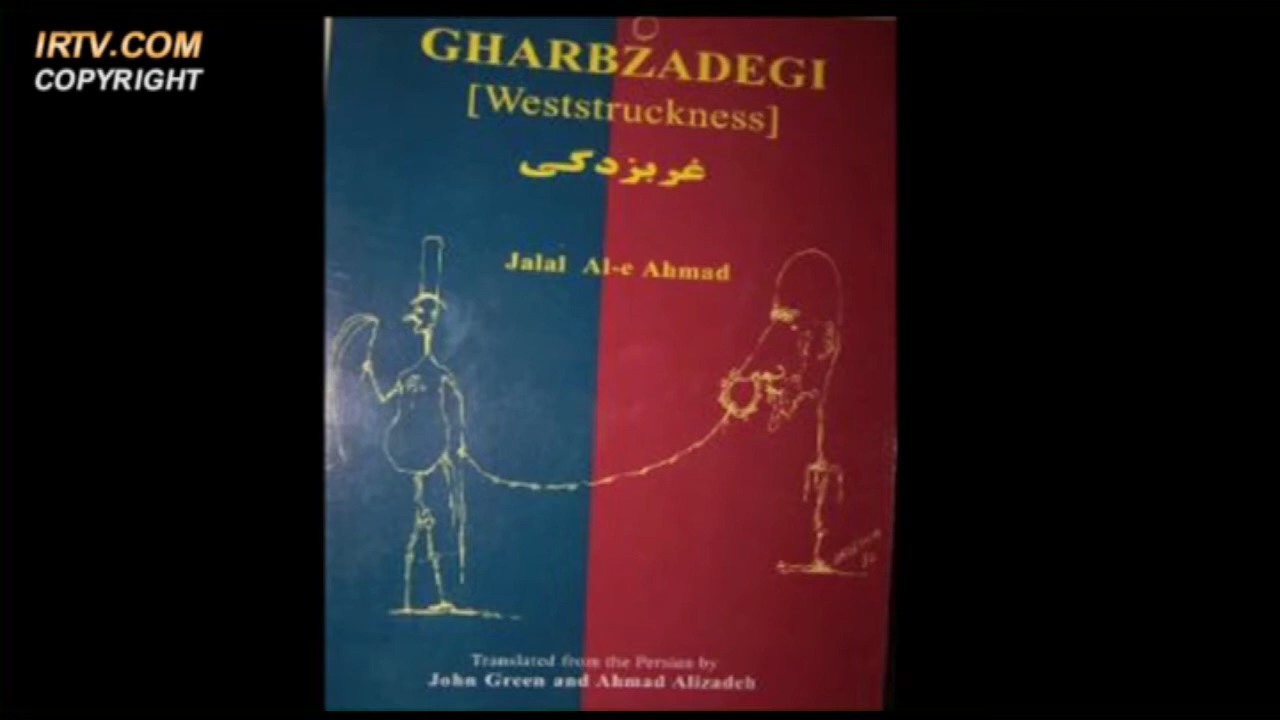 IRTV.COM
COPYRIGHT
GHARBZADEGI
[Weststruckness]
غربزدگی
Jalal Al-e Ahmad
Translated from the Persian by
John Green and Ahmad Alizadeh